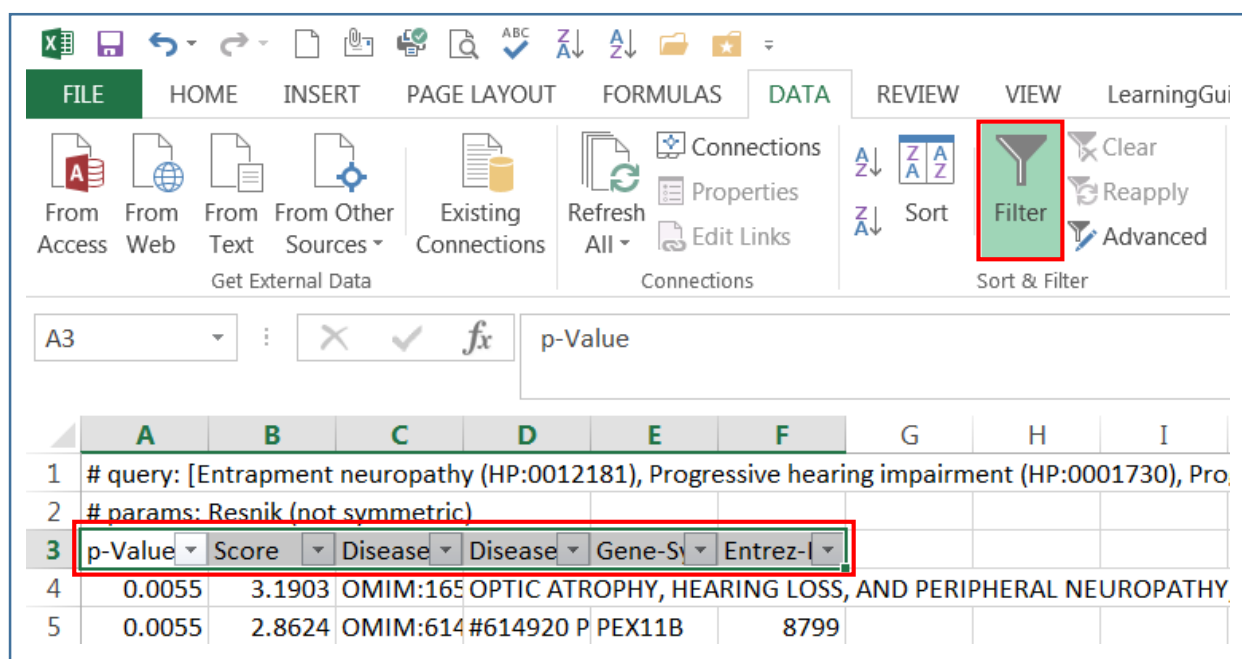 ABC
FILE HOME INSERT PAGE LAYOUT FORMULAS DATA REVIEW VIEW LearningGui
From Access
From Web
From Text
From Other Sources
Existing Connections
Get External Data
Refresh All
Connections
Properties
Edit Links
Connections
A Z
Z A
Z A A Z
Sort
Filter
Clear
Reapply
Advanced
Sort & Filter
A3 fx p-Value
A B C D E F G H I
1 # query: [Entrapment neuropathy (HP:0012181), Progressive hearing impairment (HP:0001730), Pro
2 # params: Resnik (not symmetric)
3 p-Value Score Disease Disease Gene-Sy Entrez-I
4 0.0055 3.1903 OMIM:165 OPTIC ATROPHY, HEARING LOSS, AND PERIPHERAL NEUROPATHY,
5 0.0055 2.8624 OMIM:614 #614920 P PEX11B 8799